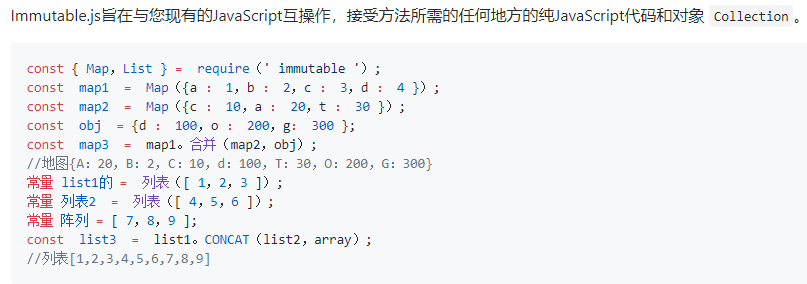 Immutable.js旨在与您现有的JavaScript互操作，接受方法所需的任何地方的纯JavaScript代码和对象 Collection 。
const { Map，List } = require（' immutable '）;
const map1 = Map（{a : 1，b : 2，c : 3，d : 4 }）;
const map2 = Map（{c : 10，a : 20，t : 30 }）;
const obj = {d : 100，o : 200，g: 300 };
const map3 = map1。合并（map2，obj）;
//地图{A：20，B：2，C：10，d：100，T：30，O：200，G：300}
常量 list1的 = 列表（[ 1，2，3 ]）;
常量 列表2 = 列表（[ 4，5，6 ]）;
常量 阵列 = [ 7，8，9 ];
const list3 = list1。CONCAT（list2，array）;
//列表[1,2,3,4,5,6,7,8,9]